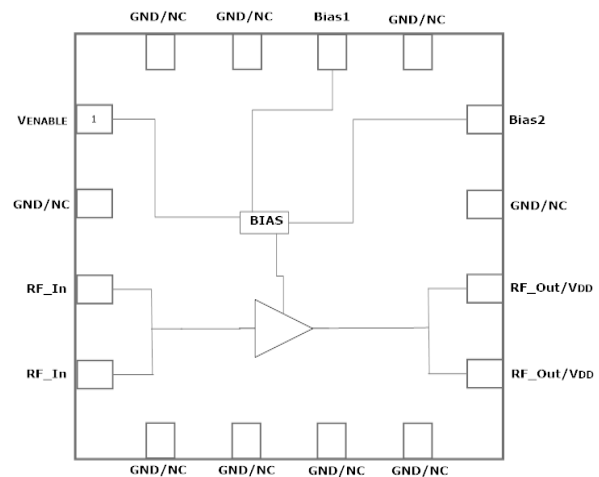 GND/NC GND/NC Bias1 GND/NC
VENABLE 1 Bias2
GND/NC GND/NC
BIAS
RF_In RF_Out/VDD
RF_In RF_Out/VDD
GND/NC GND/NC GND/NC GND/NC